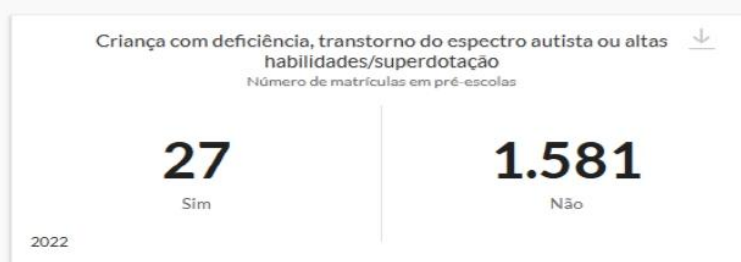 Criança com deficiência, transtorno do espectro autista ou altas
habilidades/superdotação
Número de matrículas em pré-escolas
27
Sim
1.581
Não
2022